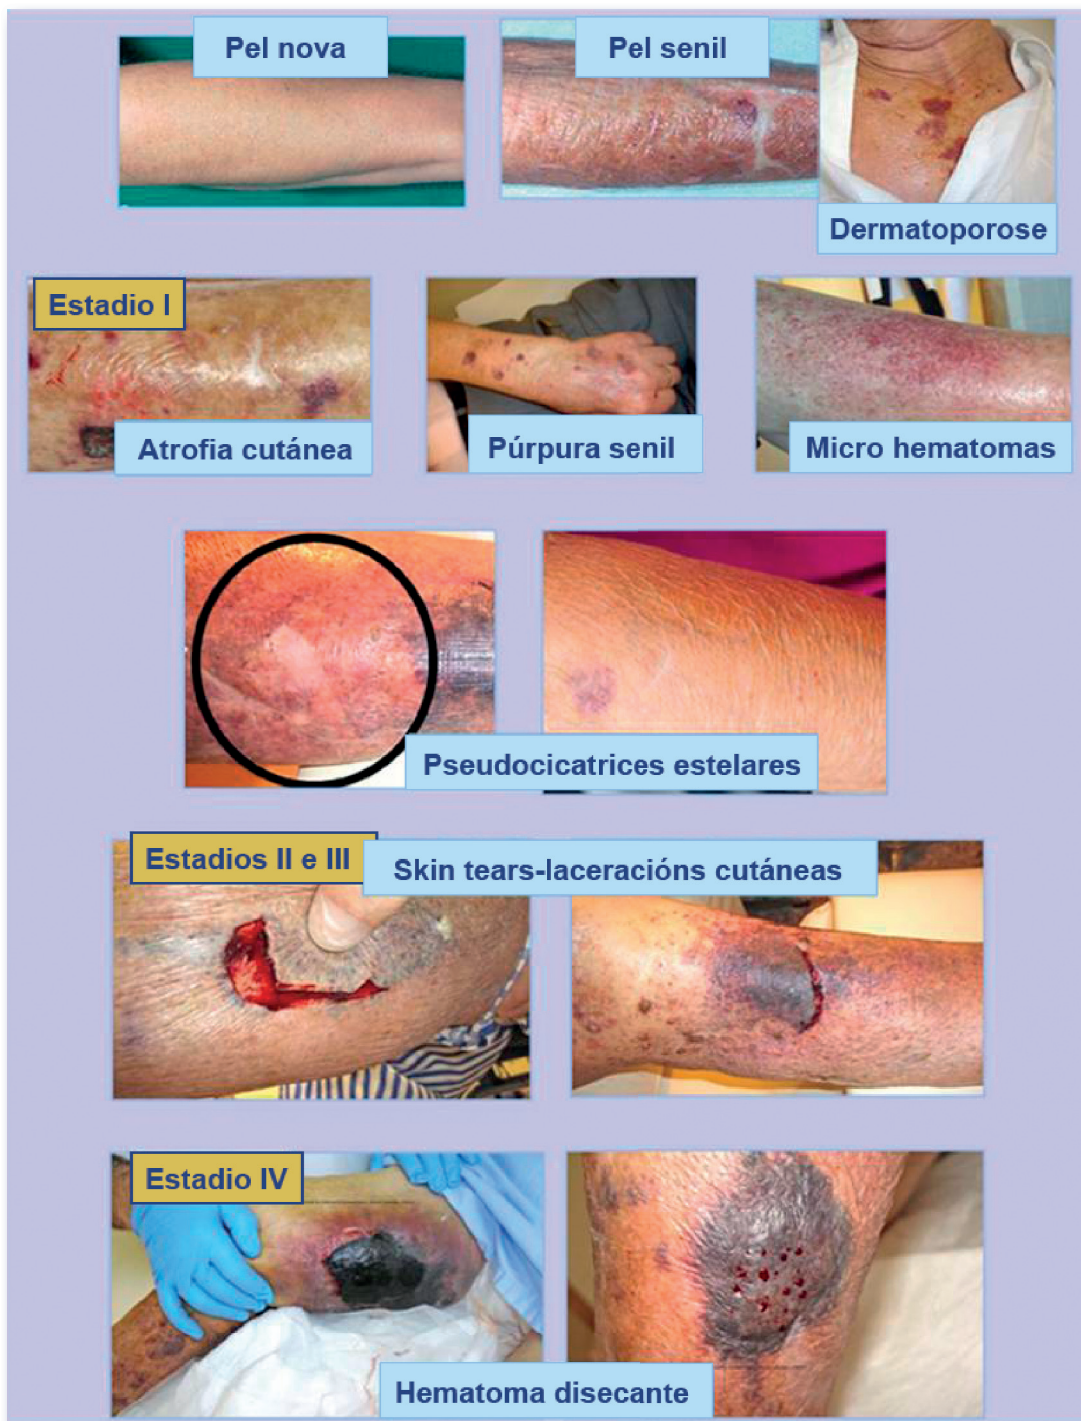 Pel nova
Pel senil
Dermatoporose
Estadio I
Atrofia cutánea
Púrpura senil
Micro hematomas
Pseudocicatrices estelares
Estadios II e III
Skin tears-laceracións cutáneas
Estadio IV
Hematoma disecante